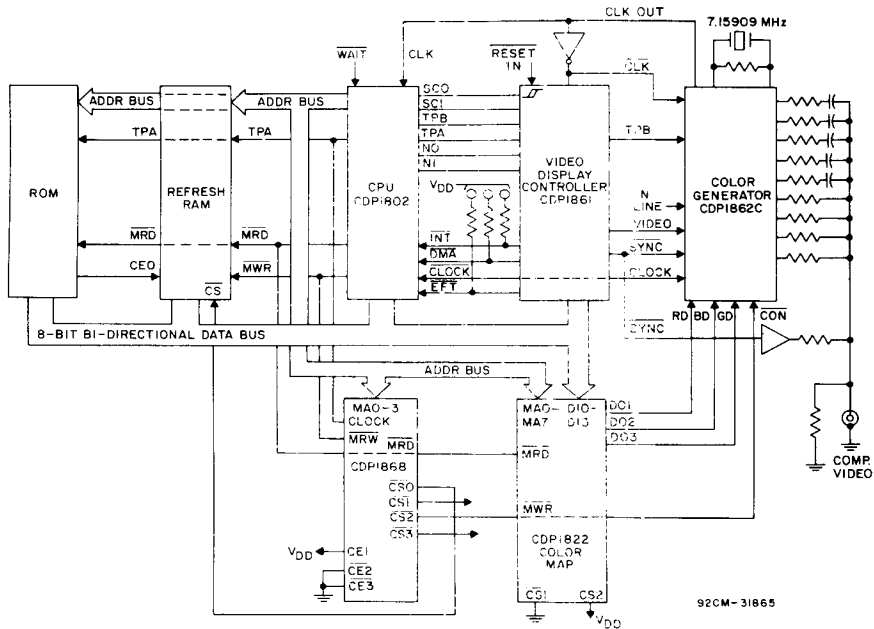 CLK OUT
7.15909 MHz
WAIT
CLK
RESET
IN
CLK
ADDR BUS
ADDR BUS
SC0
SC1
TPB
TPA
TPA
TPA
TPB
N0
N1
ROM
REFRESH
RAM
CPU
CDP1802
VDD
VIDEO
DISPLAY
CONTROLLER
CDP1861
COLOR
GENERATOR
CDP1862C
N
LINE
VIDEO
MRD
MRD
INT
SYNC
DMA
CEO
MWR
CLOCK
CLOCK
CS
EFT
RD
BD
GD
CON
8-BIT BI-DIRECTIONAL DATA BUS
SYNC
ADDR BUS
MA0-3
CLOCK
MRW
MRD
CDP1868
CS0
CS1
CS2
CS3
VDD
CE1
CE2
CE3
MA0-
MA7
DI0-
DI3
DO1
DO2
DO3
MRD
MWR
CDP1822
COLOR
MAP
CS1
CS2
VDD
COMP.
VIDEO
92CM-31865